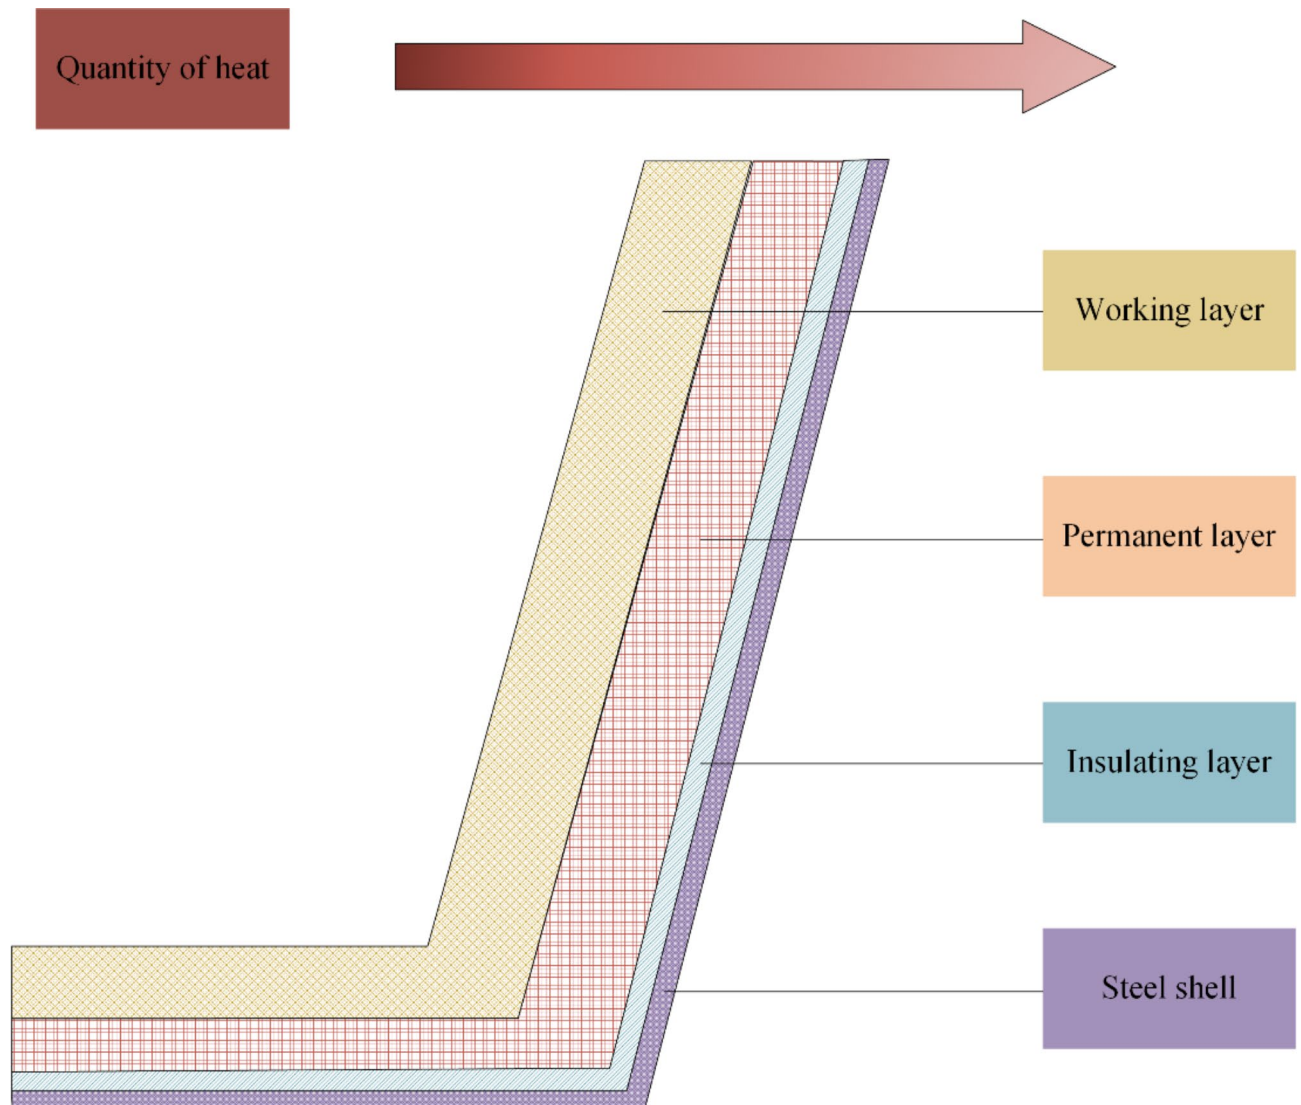 Quantity of heat
Working layer
Permanent layer
Insulating layer
Steel shell